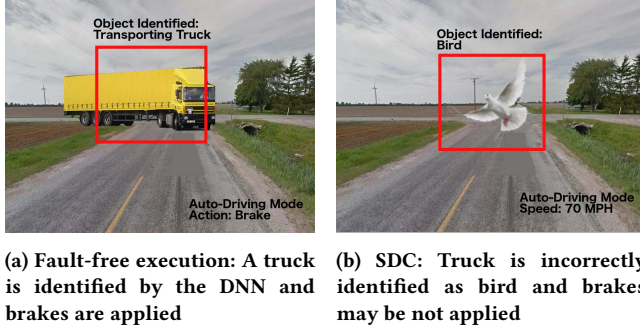 Object Identified:
Transporting Truck
Auto-Driving Mode
Action: Brake
(a) Fault-free execution: A truck
is identified by the DNN and
brakes are applied
Object Identified:
Bird
Auto-Driving Mode
Speed: 70 MPH
(b) SDC: Truck is incorrectly
identified as bird and brakes
may be not applied